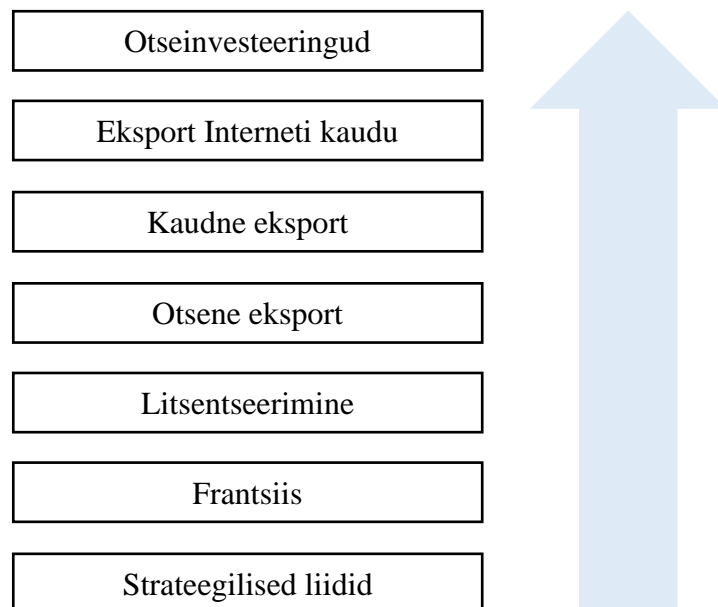 Otseinvesteeringud
Eksport Interneti kaudu
Kaudne eksport
Otsene eksport
Litsentseerimine
Frantsiis
Strateegilised liidid